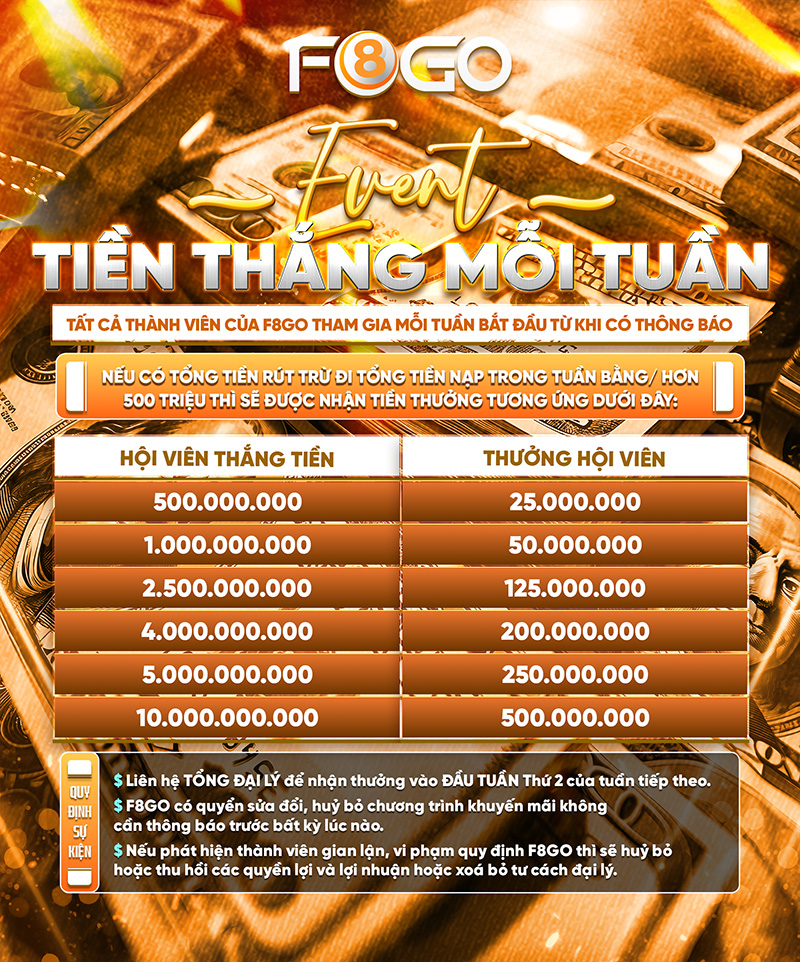 F8GO
Event
TIỀN THẮNG MỖI TUẦN
TẤT CẢ THÀNH VIÊN CỦA F8GO THAM GIA MỖI TUẦN BẮT ĐẦU TỪ KHI CÓ THÔNG BÁO
NẾU CÓ TỔNG TIỀN RÚT TRỪ ĐI TỔNG TIỀN NẠP TRONG TUẦN BẰNG/ HƠN
500 TRIỆU THÌ SẼ ĐƯỢC NHẬN TIỀN THƯỞNG TƯƠNG ỨNG DƯỚI ĐÂY:
HỘI VIÊN THẮNG TIỀN THƯỞNG HỘI VIÊN
500.000.000 25.000.000
1.000.000.000 50.000.000
2.500.000.000 125.000.000
4.000.000.000 200.000.000
5.000.000.000 250.000.000
10.000.000.000 500.000.000
QUY
ĐỊNH
SỰ
KIỆN
$ Liên hệ TỔNG ĐẠI LÝ để nhận thưởng vào ĐẦU TUẦN Thứ 2 của tuần tiếp theo.
$ F8GO có quyển sửa đổi, huỷ bỏ chương trình khuyến mãi không
cần thông báo trước bất kỳ lúc nào.
$ Nếu phát hiện thành viên gian lận, vi phạm quy định F8GO thì sẽ huỷ bỏ
hoặc thu hồi các quyền lợi và lợi nhuận hoặc xoá bỏ tư cách đại lý.